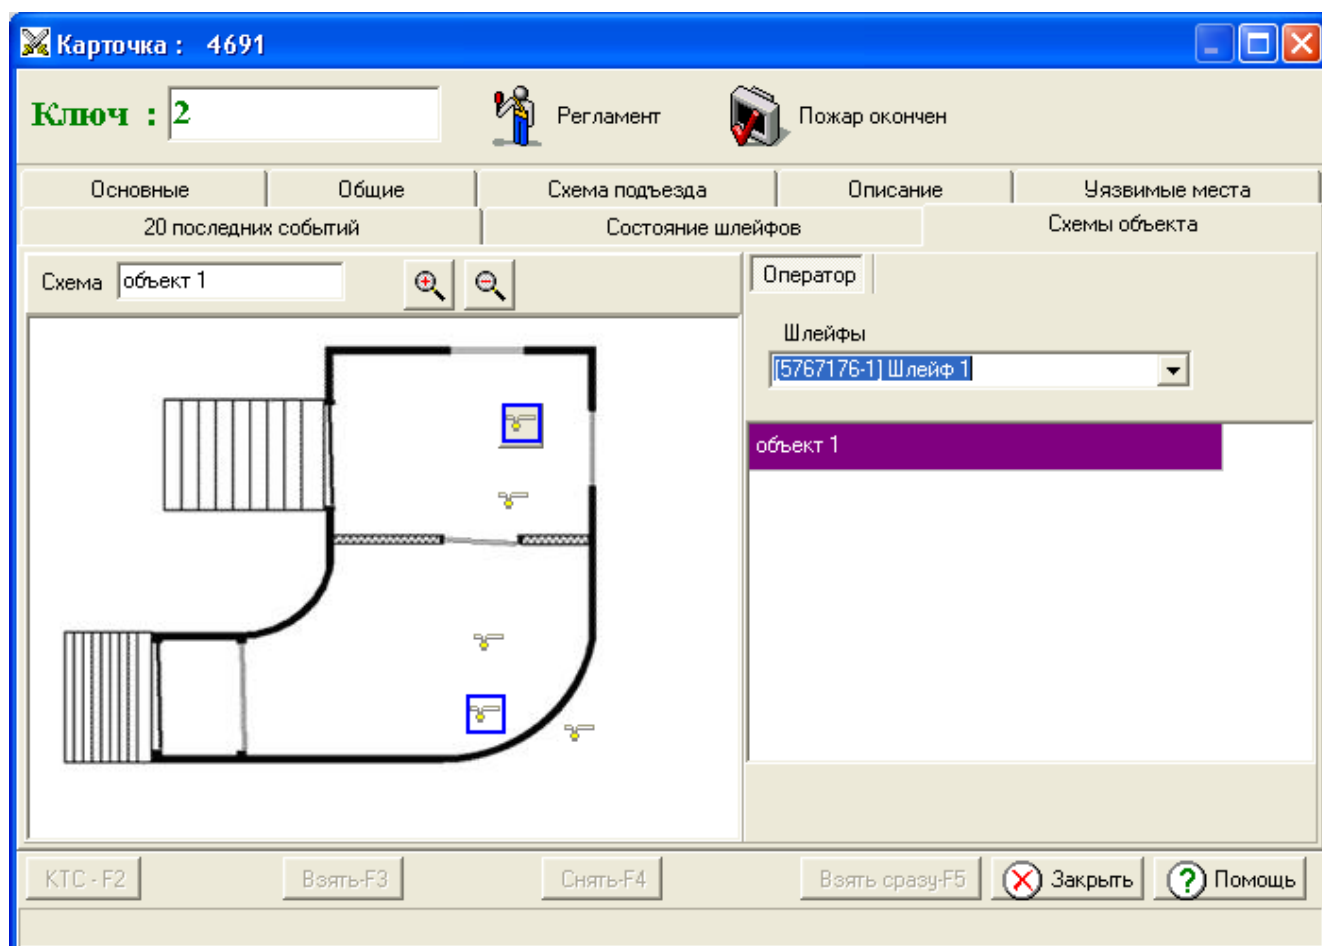 Карточка : 4691
Ключ : 2
Регламент
Пожар окончен
Основные
Общие
Схема подъезда
Описание
Уязвимые места
20 последних событий
Состояние шлейфов
Схемы объекта
Схема объект 1
Оператор
Шлейфы
[5767176-1] Шлейф 1
объект 1
КТС - F2
Взять-F3
Снять-F4
Взять сразу-F5
Закрыть
Помощь